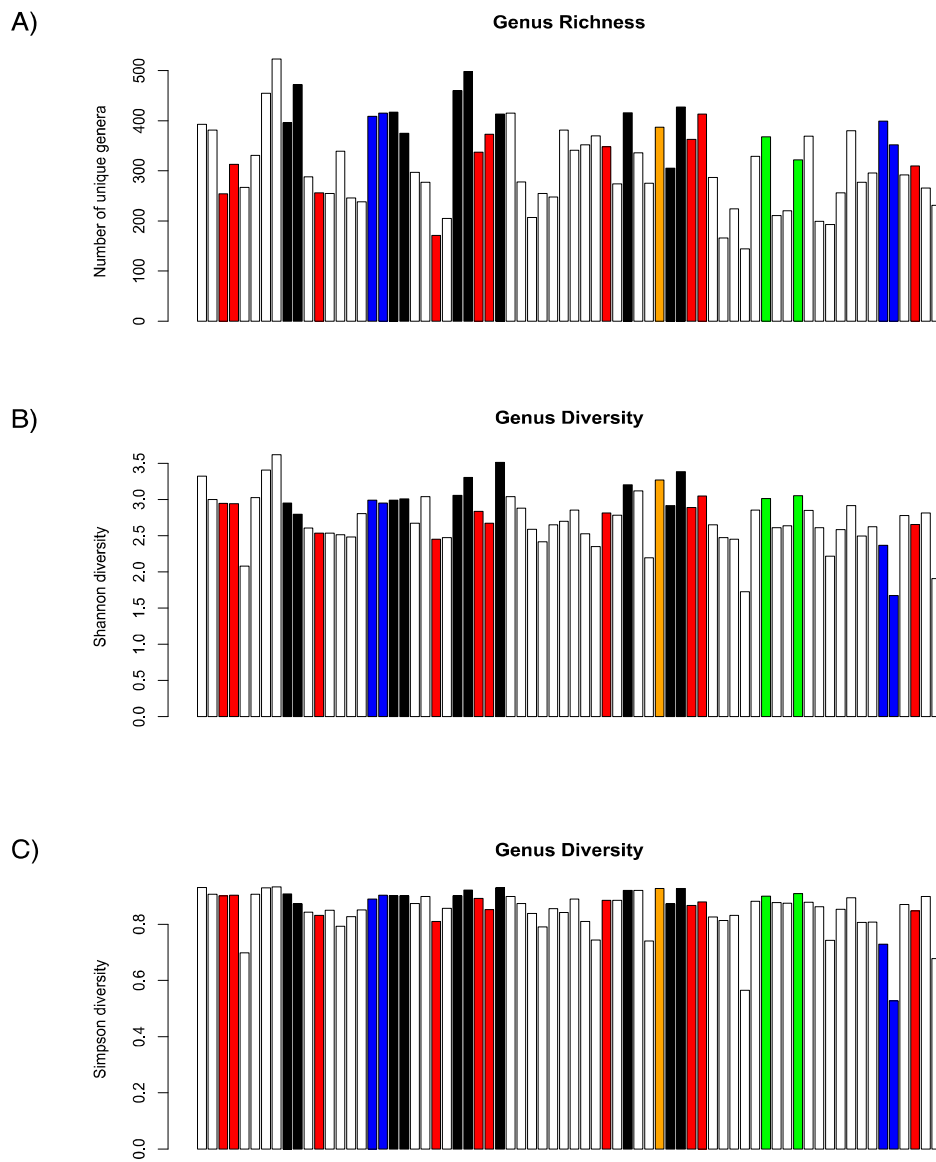 A)
Genus Richness
Number of unique genera
500
400
300
200
100
0
B)
Genus Diversity
Shannon diversity
3.5
3.0
2.5
2.0
1.5
1.0
0.5
0.0
C)
Genus Diversity
Simpson diversity
0.8
0.6
0.4
0.2
0.0